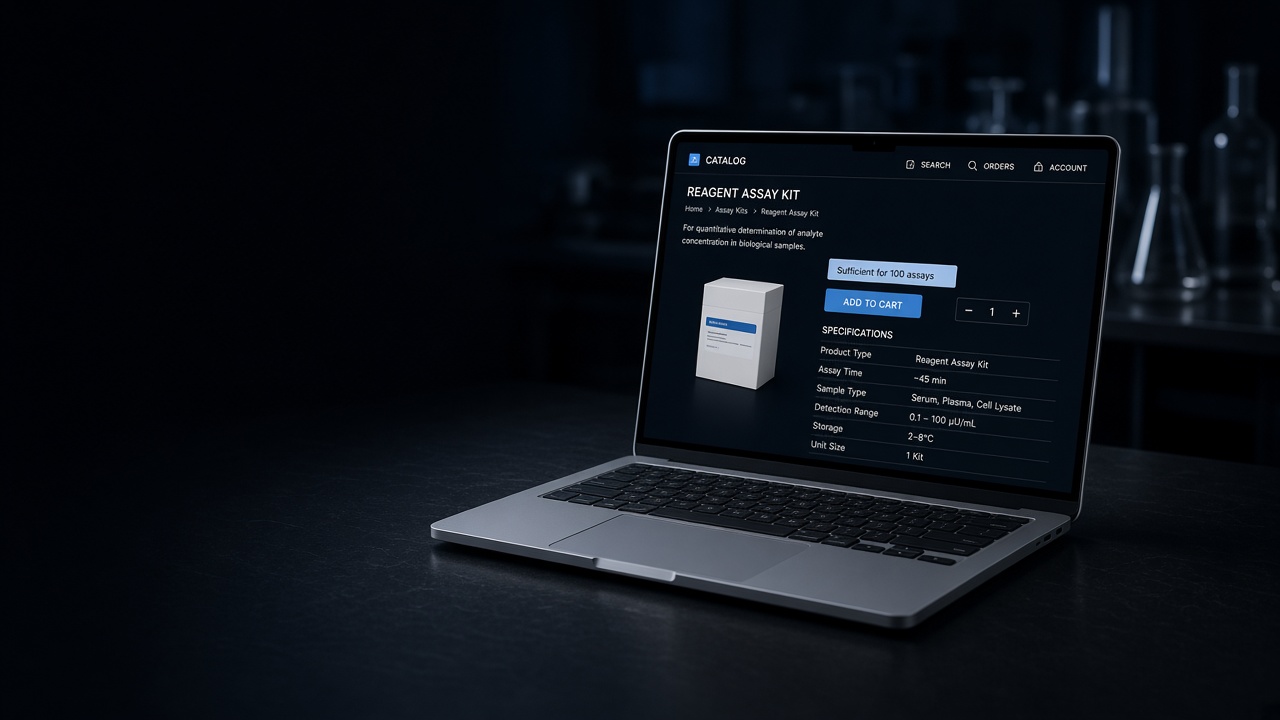 CATALOG
SEARCH
ORDERS
ACCOUNT
REAGENT ASSAY KIT
Home > Assay Kits > Reagent Assay Kit
For quantitative determination of analyte
concentration in biological samples.
Sufficient for 100 assays
ADD TO CART
− 1 +
SPECIFICATIONS
Product Type Reagent Assay Kit
Assay Time ~45 min
Sample Type Serum, Plasma, Cell Lysate
Detection Range 0.1 – 100 µU/mL
Storage 2–8°C
Unit Size 1 Kit